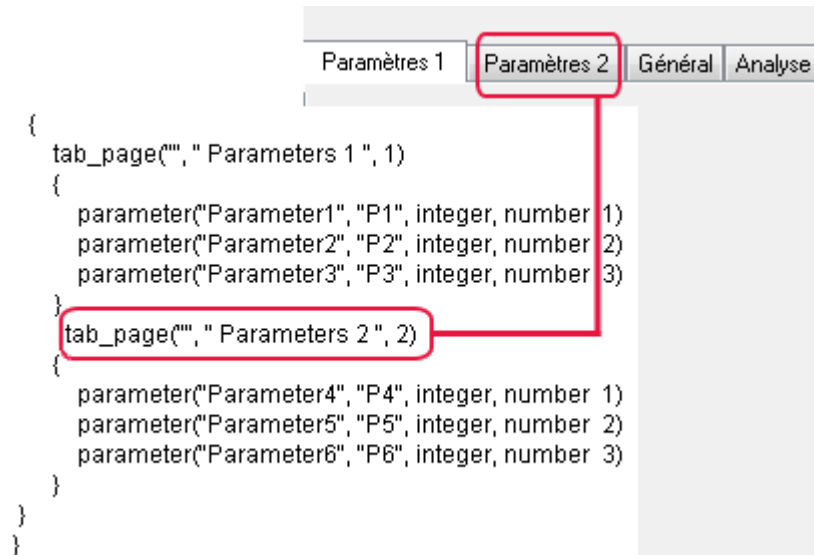 Paramètres 1 Paramètres 2 Général Analyse
{
tab_page("", " Parameters 1 ", 1)
{
parameter("Parameter1", "P1", integer, number 1)
parameter("Parameter2", "P2", integer, number 2)
parameter("Parameter3", "P3", integer, number 3)
}
tab_page("", " Parameters 2 ", 2)
{
parameter("Parameter4", "P4", integer, number 1)
parameter("Parameter5", "P5", integer, number 2)
parameter("Parameter6", "P6", integer, number 3)
}
}
}